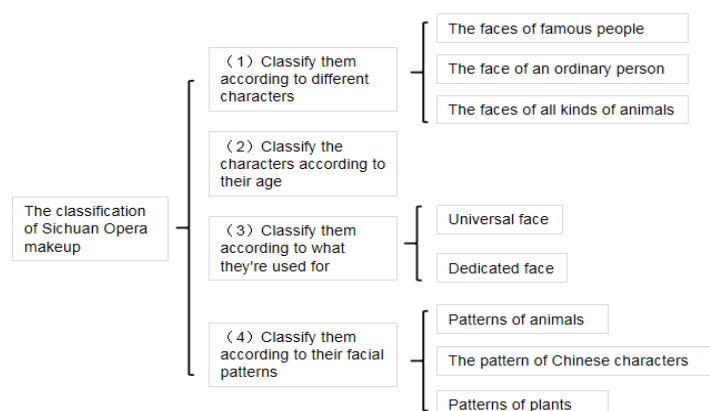 The classification
of Sichuan Opera
makeup
（1）Classify them
according to different
characters
The faces of famous people
The face of an ordinary person
The faces of all kinds of animals
（2）Classify the
characters according to
their age
（3）Classify them
according to what
they're used for
Universal face
Dedicated face
（4）Classify them
according to their facial
patterns
Patterns of animals
The pattern of Chinese characters
Patterns of plants